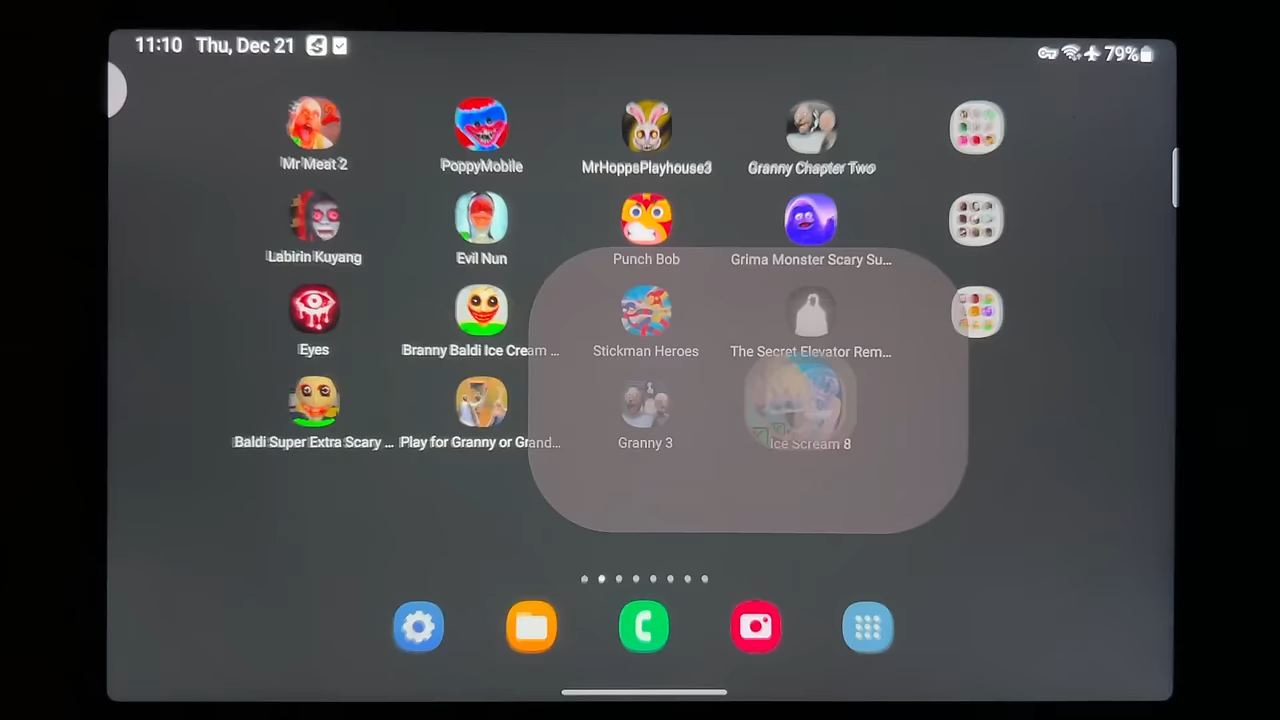 11:10 Thu, Dec 21
79%
Mr Meat 2
PoppyMobile
MrHoppsPlayhouse3
Granny Chapter Two
Labirin Kuyang
Evil Nun
Punch Bob
Grima Monster Scary Su...
Eyes
Branny Baldi Ice Cream ...
Stickman Heroes
The Secret Elevator Rem...
Baldi Super Extra Scary ...
Play for Granny or Grand...
Granny 3
Ice Scream 8